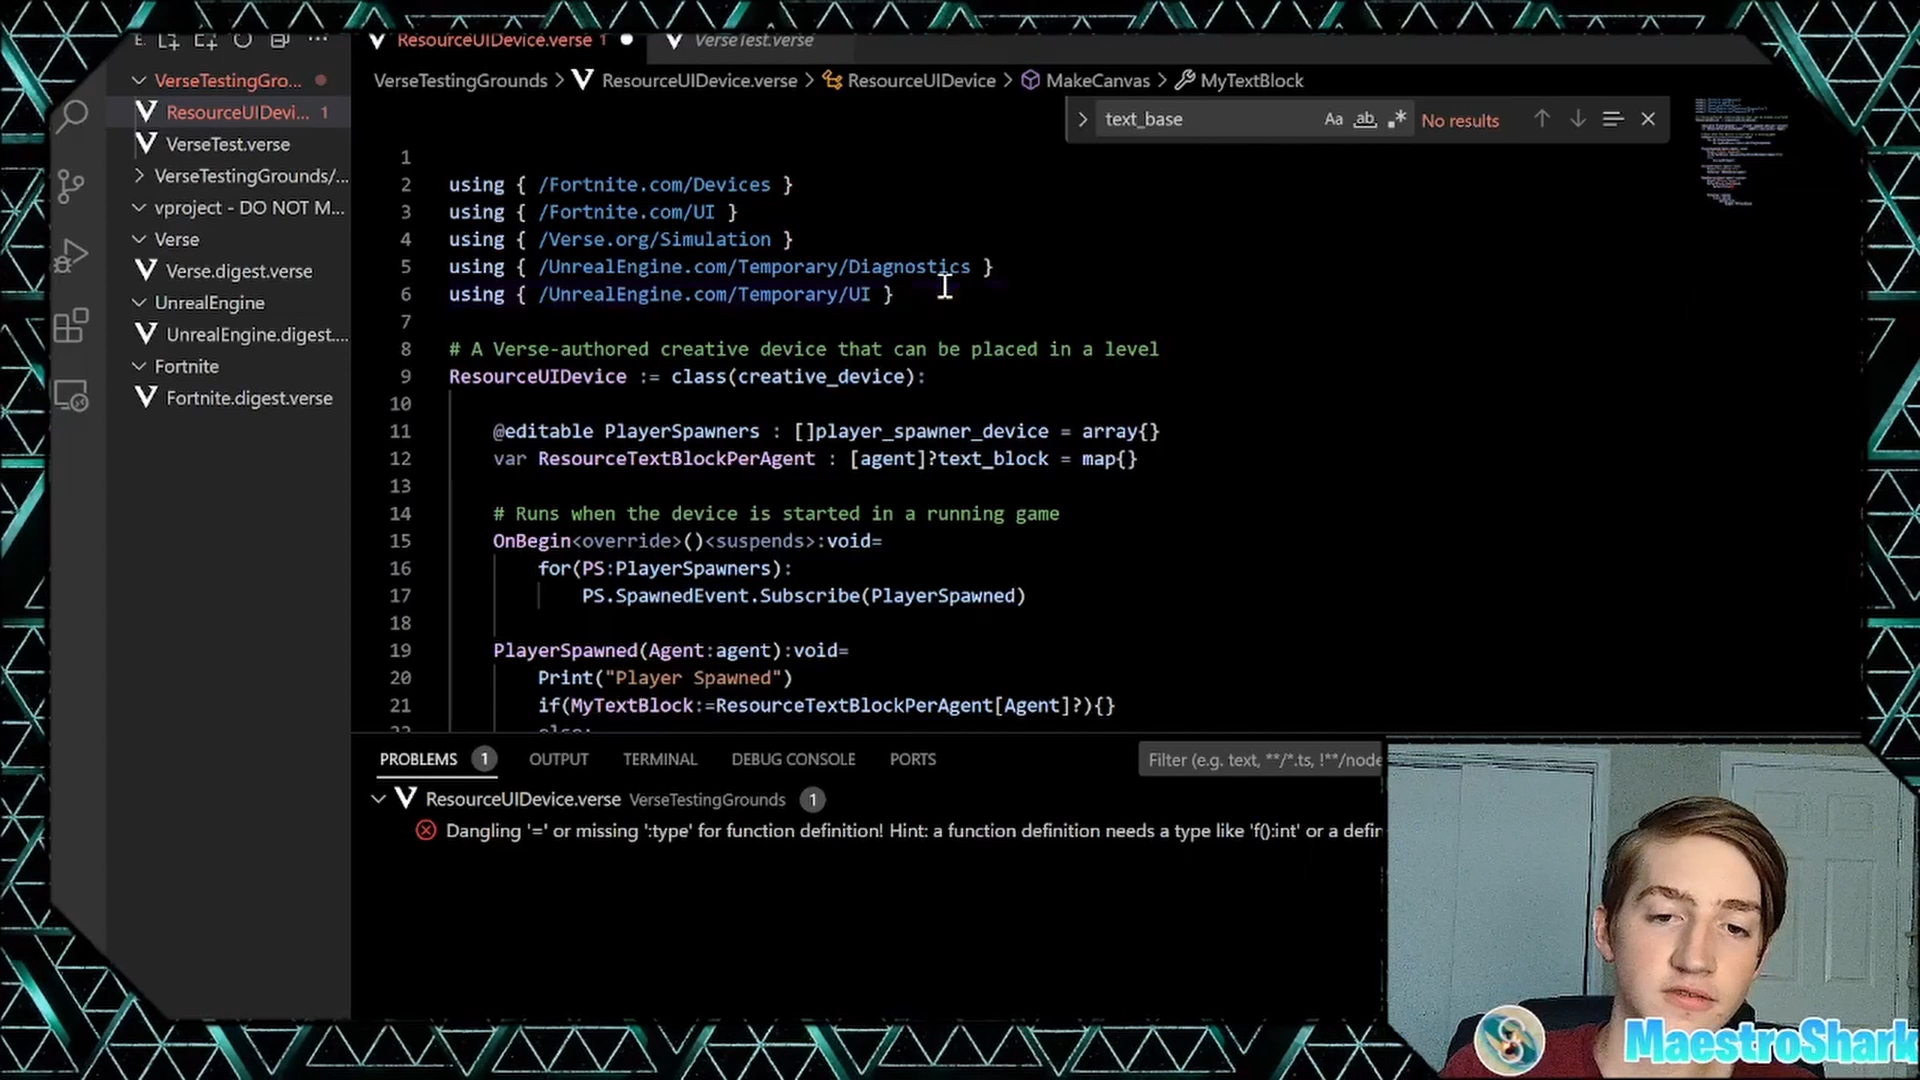 E.
ResourceUIDevice.verse 1
VerseTest.verse
VerseTestingGro...
ResourceUIDevi... 1
VerseTest.verse
VerseTestingGrounds/...
vproject - DO NOT M...
Verse
Verse.digest.verse
UnrealEngine
UnrealEngine.digest....
Fortnite
Fortnite.digest.verse
VerseTestingGrounds > ResourceUIDevice.verse > ResourceUIDevice > MakeCanvas > MyTextBlock
text_base Aa ab .* No results
1
2 using { /Fortnite.com/Devices }
3 using { /Fortnite.com/UI }
4 using { /Verse.org/Simulation }
5 using { /UnrealEngine.com/Temporary/Diagnostics }
6 using { /UnrealEngine.com/Temporary/UI }
7
8 # A Verse-authored creative device that can be placed in a level
9 ResourceUIDevice := class(creative_device):
10
11 @editable PlayerSpawners : []player_spawner_device = array{}
12 var ResourceTextBlockPerAgent : [agent]?text_block = map{}
13
14 # Runs when the device is started in a running game
15 OnBegin<override>()<suspends>:void=
16 for(PS:PlayerSpawners):
17 PS.SpawnedEvent.Subscribe(PlayerSpawned)
18
19 PlayerSpawned(Agent:agent):void=
20 Print("Player Spawned")
21 if(MyTextBlock:=ResourceTextBlockPerAgent[Agent]?){}
22 else:
PROBLEMS 1 OUTPUT TERMINAL DEBUG CONSOLE PORTS
Filter (e.g. text, **/*.ts, !**/node
ResourceUIDevice.verse VerseTestingGrounds 1
Dangling '=' or missing ':type' for function definition! Hint: a function definition needs a type like 'f():int' or a defin
MaestroShark